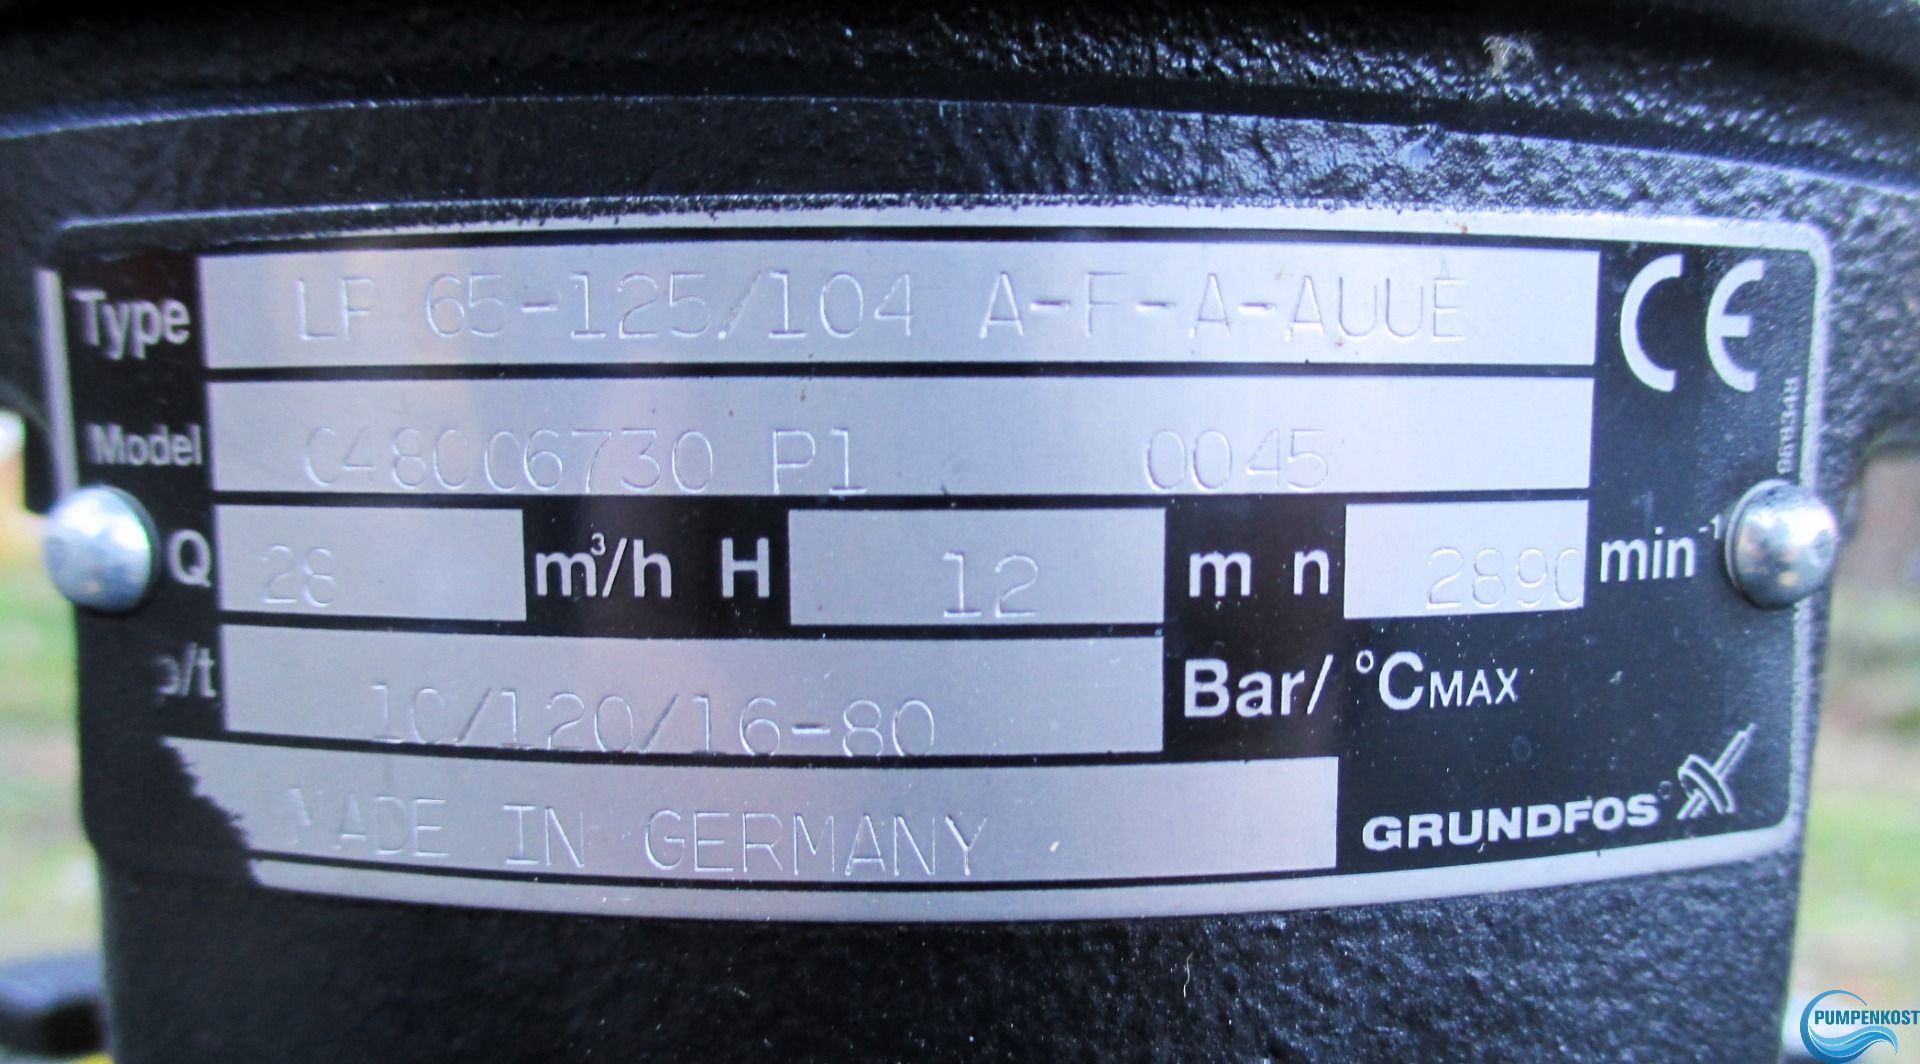 Type LP 65-125/104 A-F-A-AUUE
Model C48006730 P1 0045
Q 28 m³/h H 12 m n 2890 min⁻¹
p/t 10/120/16-80 Bar/°CMAX
MADE IN GERMANY
GRUNDFOS
CE
PUMPENKOST